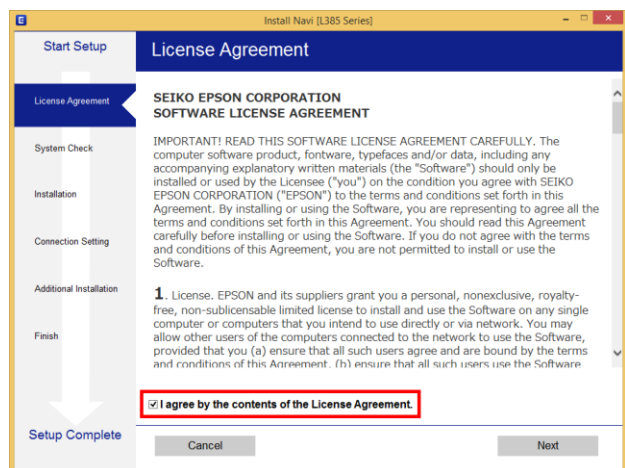 E
Install Navi [L385 Series]
Start Setup
License Agreement
License Agreement
System Check
Installation
Connection Setting
Additional Installation
Finish
Setup Complete
SEIKO EPSON CORPORATION
SOFTWARE LICENSE AGREEMENT
IMPORTANT! READ THIS SOFTWARE LICENSE AGREEMENT CAREFULLY. The
computer software product, fontware, typefaces and/or data, including any
accompanying explanatory written materials (the "Software") should only be
installed or used by the Licensee ("you") on the condition you agree with SEIKO
EPSON CORPORATION ("EPSON") to the terms and conditions set forth in this
Agreement. By installing or using the Software, you are representing to agree all the
terms and conditions set forth in this Agreement. You should read this Agreement
carefully before installing or using the Software. If you do not agree with the terms
and conditions of this Agreement, you are not permitted to install or use the
Software.
1. License. EPSON and its suppliers grant you a personal, nonexclusive, royalty-
free, non-sublicensable limited license to install and use the Software on any single
computer or computers that you intend to use directly or via network. You may
allow other users of the computers connected to the network to use the Software,
provided that you (a) ensure that all such users agree and are bound by the terms
and conditions of this Agreement, (b) ensure that all such users use the Software
I agree by the contents of the License Agreement.
Cancel
Next